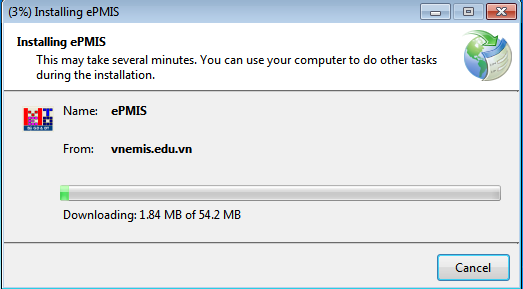 (3%) Installing ePMIS
Installing ePMIS
This may take several minutes. You can use your computer to do other tasks
during the installation.
Name: ePMIS
From: vnemis.edu.vn
Downloading: 1.84 MB of 54.2 MB
Cancel